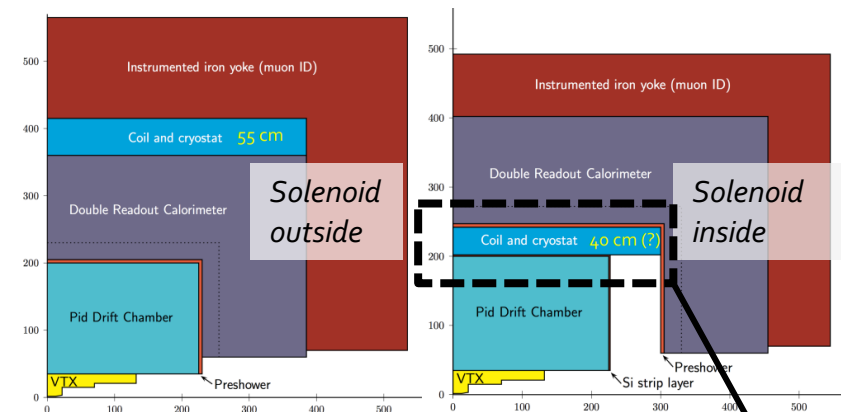 500
400
300
200
100
0
Instrumented iron yoke (muon ID)
Coil and cryostat 55 cm
Double Readout Calorimeter
Solenoid
outside
Pid Drift Chamber
VTX
Preshower
0 100 200 300 400 500
500
400
300
200
100
0
Instrumented iron yoke (muon ID)
Double Readout Calorimeter
Solenoid
inside
Coil and cryostat 40 cm (?)
Pid Drift Chamber
VTX
Preshower
Si strip layer
0 100 200 300 400 500